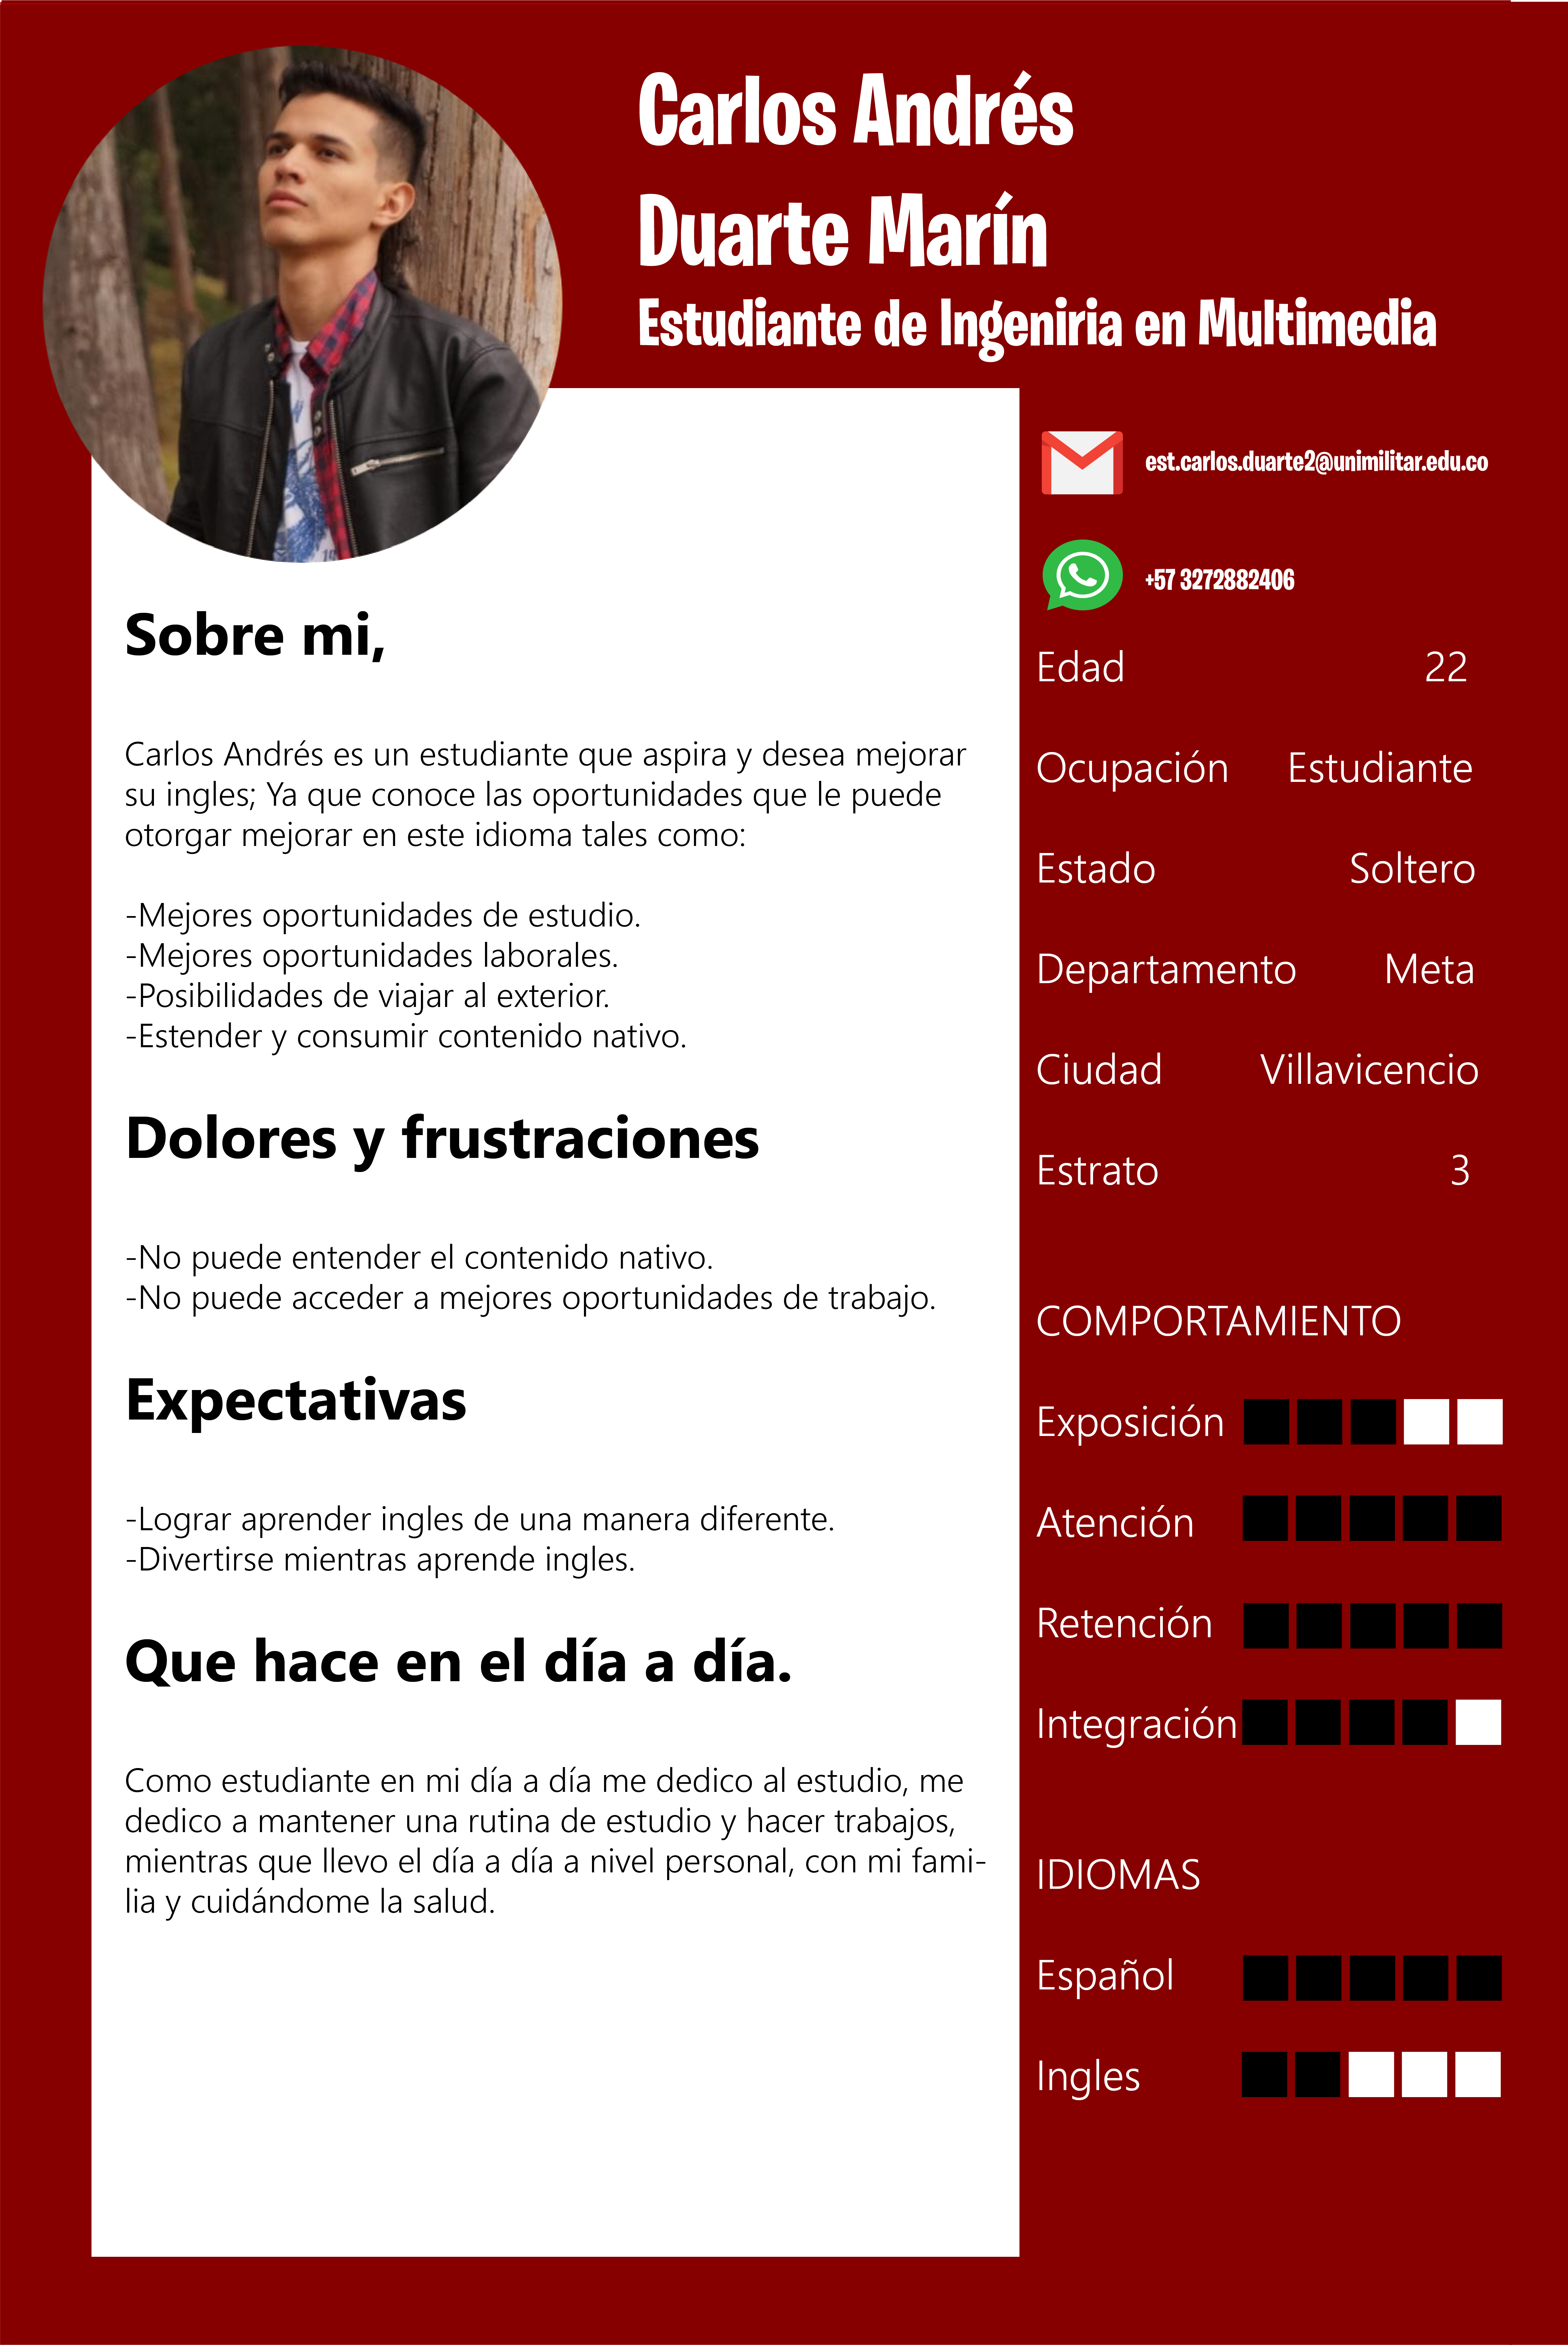 Carlos Andrés
Duarte Marín
Estudiante de Ingeniria en Multimedia
est.carlos.duarte2@unimilitar.edu.co
+57 3272882406
Sobre mi,
Carlos Andrés es un estudiante que aspira y desea mejorar
su ingles; Ya que conoce las oportunidades que le puede
otorgar mejorar en este idioma tales como:
-Mejores oportunidades de estudio.
-Mejores oportunidades laborales.
-Posibilidades de viajar al exterior.
-Estender y consumir contenido nativo.
Dolores y frustraciones
-No puede entender el contenido nativo.
-No puede acceder a mejores oportunidades de trabajo.
Expectativas
-Lograr aprender ingles de una manera diferente.
-Divertirse mientras aprende ingles.
Que hace en el día a día.
Como estudiante en mi día a día me dedico al estudio, me
dedico a mantener una rutina de estudio y hacer trabajos,
mientras que llevo el día a día a nivel personal, con mi fami-
lia y cuidándome la salud.
Edad 22
Ocupación Estudiante
Estado Soltero
Departamento Meta
Ciudad Villavicencio
Estrato 3
COMPORTAMIENTO
Exposición
Atención
Retención
Integración
IDIOMAS
Español
Ingles